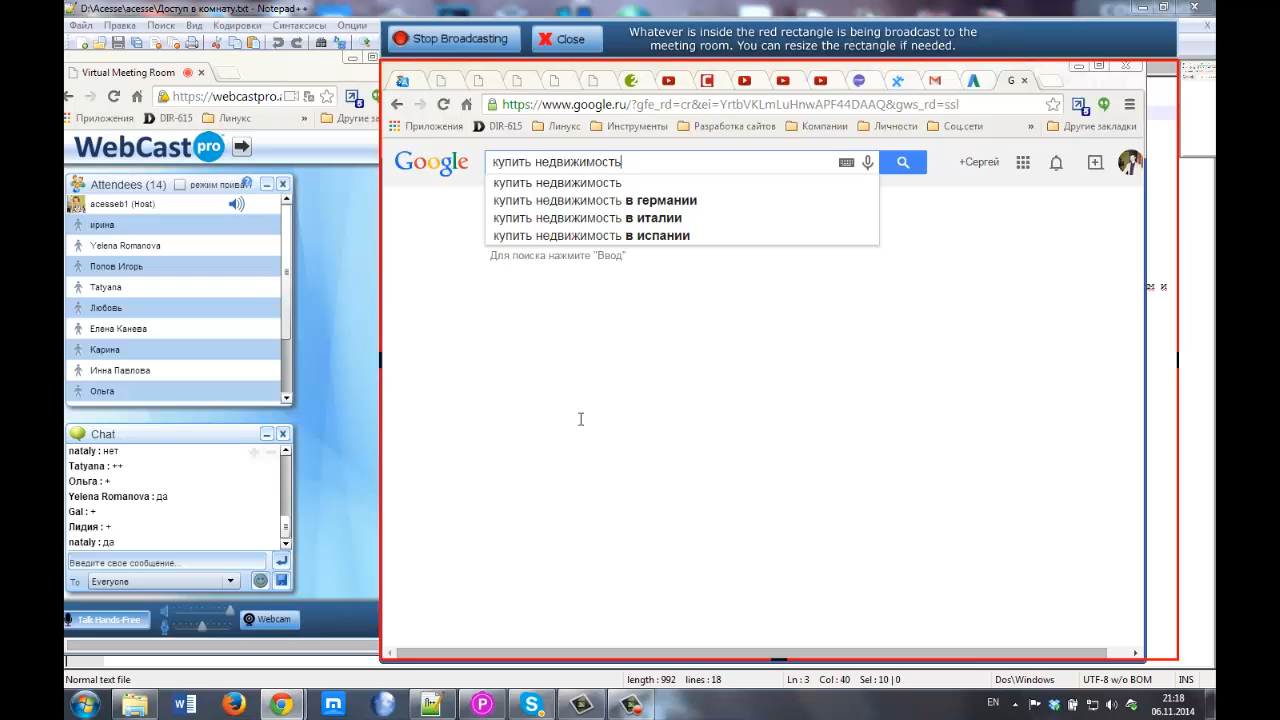 D:\Acesse\acesse\Доступ в комнату.txt - Notepad++
Файл Правка Поиск Вид Кодировки Синтаксисы Опции
Stop Broadcasting
Close
Whatever is inside the red rectangle is being broadcast to the
meeting room. You can resize the rectangle if needed.
Virtual Meeting Room
https://webcastpro.
Приложения DIR-615 Линукс » Другие за
WebCast pro
Attendees (14) режим прива
acesseb1 (Host)
ирина
Yelena Romanova
Попов Игорь
Tatyana
Любовь
Елена Канева
Карина
Инна Павлова
Ольга
Chat
nataly : нет
Tatyana : ++
Ольга : +
Yelena Romanova : да
Gal : +
Лидия : +
nataly : да
Введите свое сообщение...
To Everyone
Talk Hands-Free
Webcam
G
https://www.google.ru/?gfe_rd=cr&ei=YrtbVKLmLuHnwAPF44DAAQ&gws_rd=ssl
Приложения DIR-615 Линукс Инструменты Разработка сайтов Компании Личности Соц.сети » Другие закладки
Google
купить недвижимость
+Сергей
купить недвижимость
купить недвижимость в германии
купить недвижимость в италии
купить недвижимость в испании
Для поиска нажмите "Ввод"
Normal text file length : 992 lines : 18 Ln : 3 Col : 40 Sel : 10 | 0 Dos\Windows UTF-8 w/o BOM INS
EN
21:18
06.11.2014